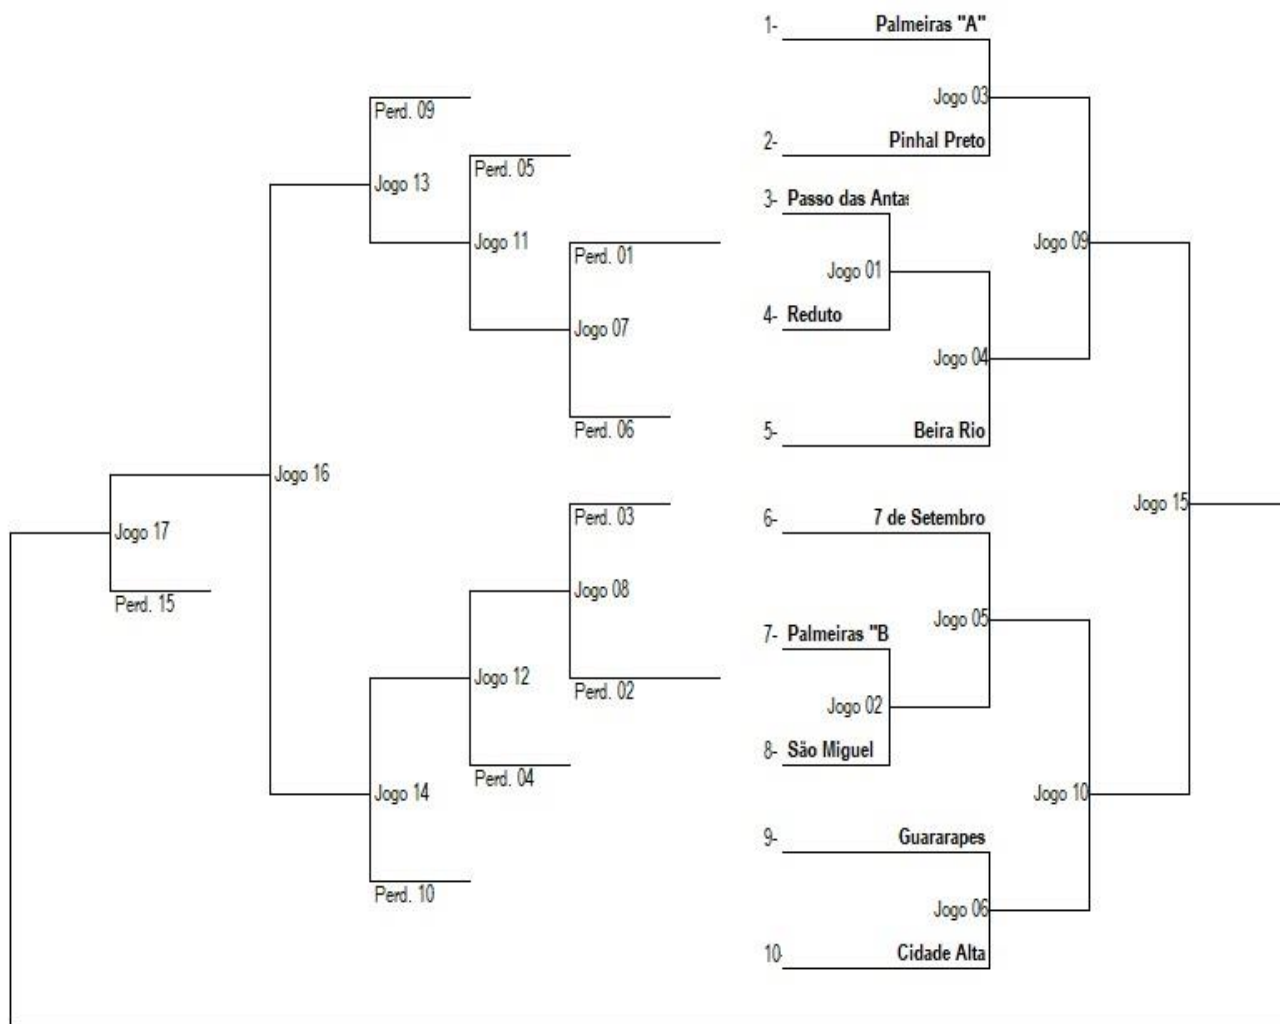 1- Palmeiras "A"
Jogo 03
2- Pinhal Preto
3- Passo das Antas
Jogo 01
4- Reduto
Jogo 04
5- Beira Rio
Jogo 09
6- 7 de Setembro
Jogo 05
7- Palmeiras "B
Jogo 02
8- São Miguel
Jogo 10
9- Guararapes
Jogo 06
10- Cidade Alta
Jogo 15
Perd. 09
Jogo 13
Perd. 05
Jogo 11
Perd. 01
Jogo 07
Perd. 06
Jogo 16
Jogo 17
Perd. 15
Perd. 03
Jogo 08
Perd. 02
Jogo 12
Perd. 04
Jogo 14
Perd. 10